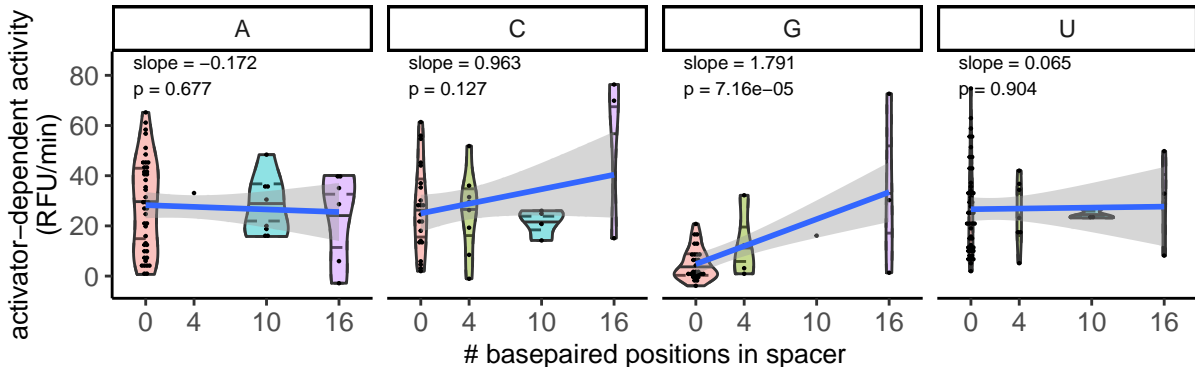 A C G U
slope = −0.172 slope = 0.963 slope = 1.791 slope = 0.065
p = 0.677 p = 0.127 p = 7.16e−05 p = 0.904
80
60
40
20
0
activator−dependent activity
(RFU/min)
0 4 10 16 0 4 10 16 0 4 10 16 0 4 10 16
# basepaired positions in spacer